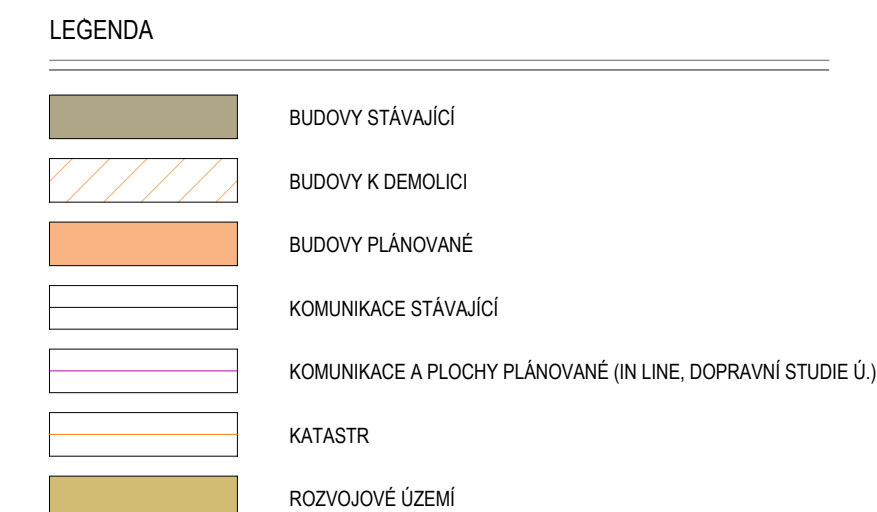 LEGENDA
BUDOVY STÁVAJÍCÍ
BUDOVY K DEMOLICI
BUDOVY PLÁNOVANÉ
KOMUNIKACE STÁVAJÍCÍ
KOMUNIKACE A PLOCHY PLÁNOVANÉ (IN LINE, DOPRAVNÍ STUDIE Ú.)
KATASTR
ROZVOJOVÉ ÚZEMÍ